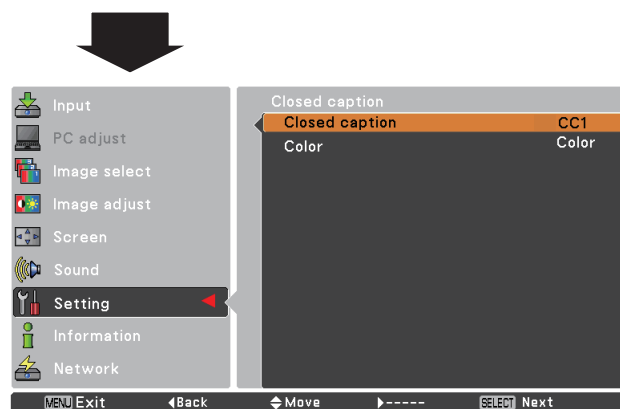 Input
PC adjust
Image select
Image adjust
Screen
Sound
Setting
Information
Network
Closed caption
Closed caption CC1
Color Color
MENU Exit ◀Back ◆Move ▶----- SELECT Next